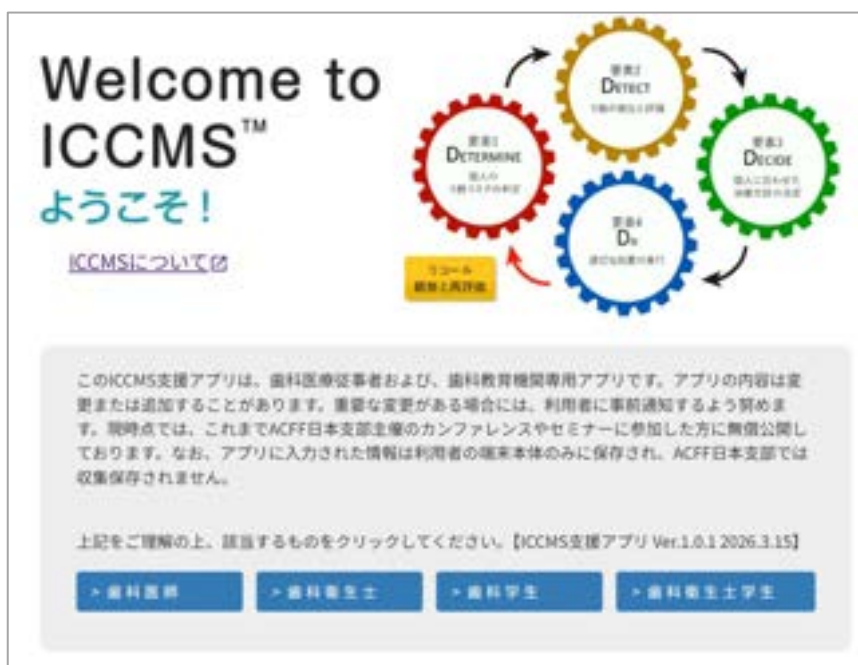 Welcome to
ICCMS™
ようこそ！
ICCMSについて
要素2
DETECT
要素1
DETERMINE
個人の
要素3
DECIDE
個人に合わせた
要素4
Do
リコール
このICCMS支援アプリは、歯科医療従事者および、歯科教育機関専用アプリです。アプリの内容は変
更または追加することがあります。重要な変更がある場合には、利用者に事前通知するよう努めま
す。現時点では、これまでACFF日本支部主催のカンファレンスやセミナーに参加した方に無償公開し
ております。なお、アプリに入力された情報は利用者の端末本体のみに保存され、ACFF日本支部では
収集保存されません。
上記をご理解の上、該当するものをクリックしてください。【ICCMS支援アプリ Ver.1.0.1 2026.3.15】
> 歯科医師
> 歯科衛生士
> 歯科学生
> 歯科衛生士学生